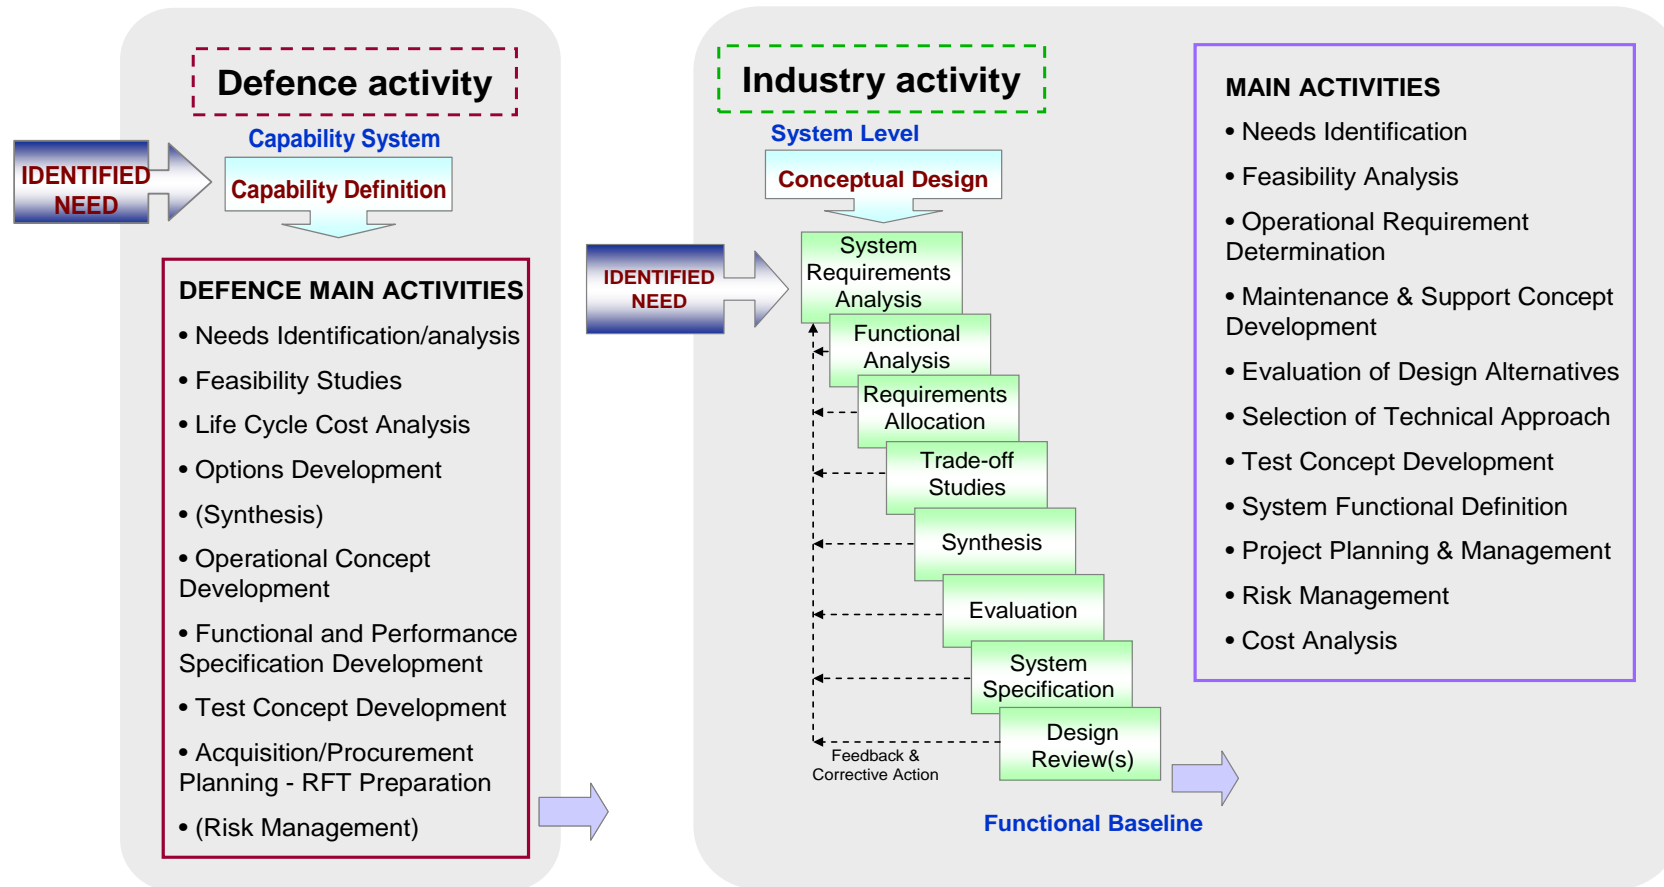 Defence activity
Capability System
IDENTIFIED
NEED
Capability Definition
DEFENCE MAIN ACTIVITIES
• Needs Identification/analysis
• Feasibility Studies
• Life Cycle Cost Analysis
• Options Development
• (Synthesis)
• Operational Concept
Development
• Functional and Performance
Specification Development
• Test Concept Development
• Acquisition/Procurement
Planning - RFT Preparation
• (Risk Management)
Industry activity
System Level
Conceptual Design
IDENTIFIED
NEED
System
Requirements
Analysis
Functional
Analysis
Requirements
Allocation
Trade-off
Studies
Synthesis
Evaluation
System
Specification
Design
Review(s)
Feedback &
Corrective Action
Functional Baseline
MAIN ACTIVITIES
• Needs Identification
• Feasibility Analysis
• Operational Requirement
Determination
• Maintenance & Support Concept
Development
• Evaluation of Design Alternatives
• Selection of Technical Approach
• Test Concept Development
• System Functional Definition
• Project Planning & Management
• Risk Management
• Cost Analysis